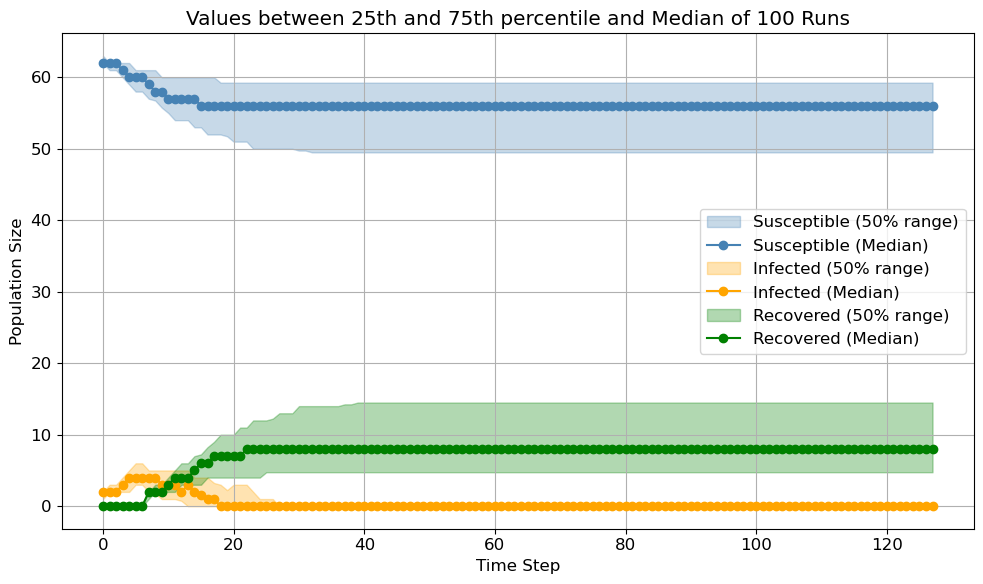 Values between 25th and 75th percentile and Median of 100 Runs
Population Size
60
50
40
30
20
10
0
Susceptible (50% range)
Susceptible (Median)
Infected (50% range)
Infected (Median)
Recovered (50% range)
Recovered (Median)
0 20 40 60 80 100 120
Time Step